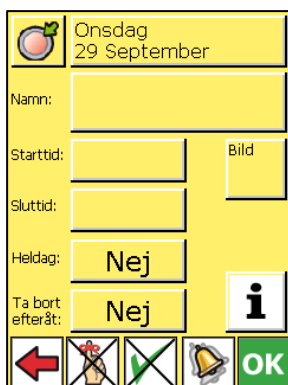 Onsdag
29 September
Namn:
Starttid:
Bild
Sluttid:
Heldag: Nej
Ta bort
efteråt: Nej
i
OK